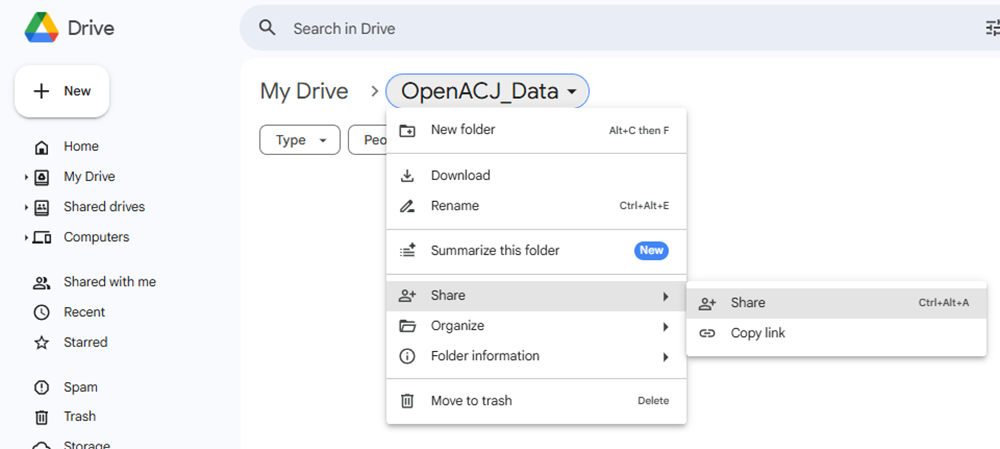 Drive
Search in Drive
New
My Drive
OpenACJ_Data
Type
Peo
Home
My Drive
Shared drives
Computers
Shared with me
Recent
Starred
Spam
Trash
Storage
New folder Alt+C then F
Download
Rename Ctrl+Alt+E
Summarize this folder New
Share
Organize
Folder information
Move to trash Delete
Share Ctrl+Alt+A
Copy link